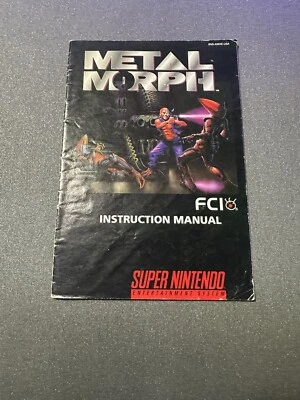 METAL
MORPH
FCI
INSTRUCTION MANUAL
SUPER NINTENDO
ENTERTAINMENT SYSTEM